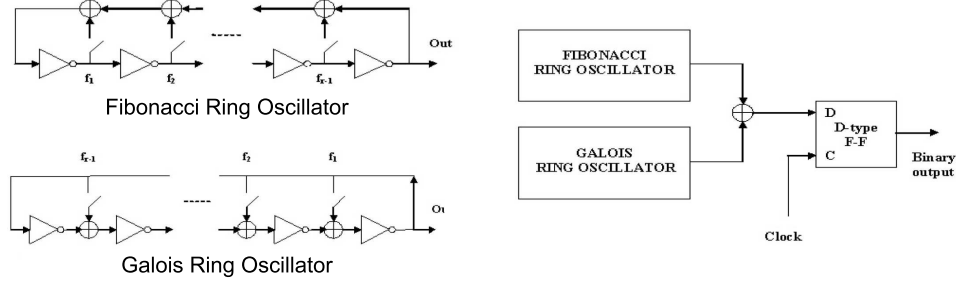 Out
f1 f2 fr-1
Fibonacci Ring Oscillator
fr-1 f2 f1
Galois Ring Oscillator
FIBONACCI
RING OSCILLATOR
GALOIS
RING OSCILLATOR
D
D-type
F-F
C
Binary
output
Clock